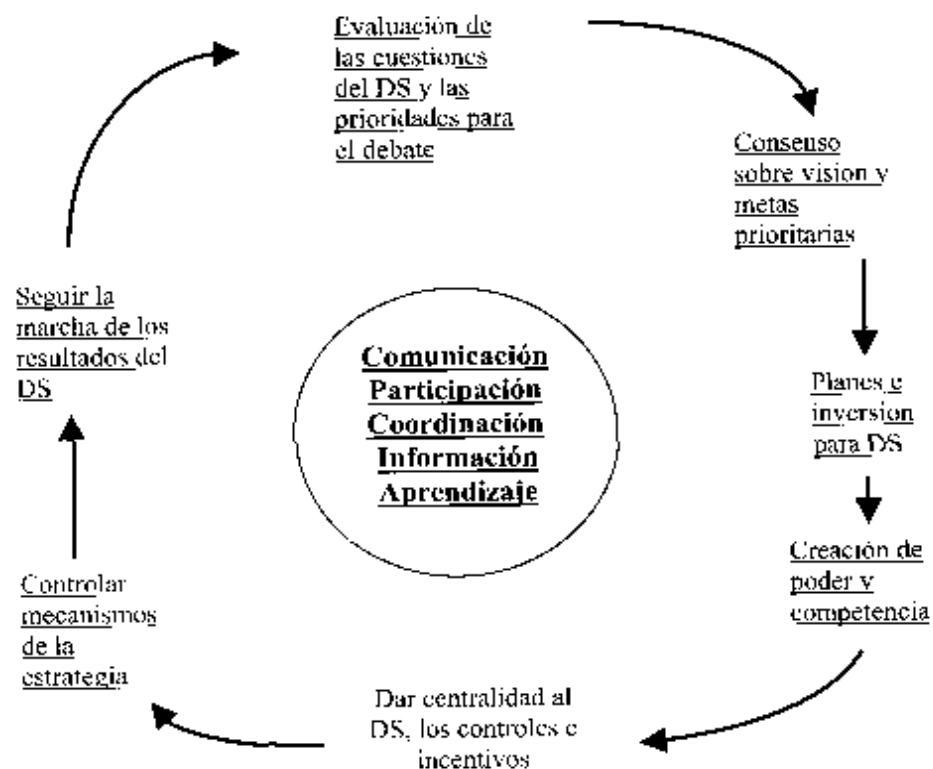 Evaluación de
las cuestiones
del DS y las
prioridades para
el debate
Consenso
sobre vision y
metas
prioritarias
Planes e
inversion
para DS
Creación de
poder y
competencia
Dar centralidad al
DS, los controles e
incentivos
Controlar
mecanismos
de la
estrategia
Seguir la
marcha de los
resultados del
DS
Comunicación
Participación
Coordinación
Información
Aprendizaje